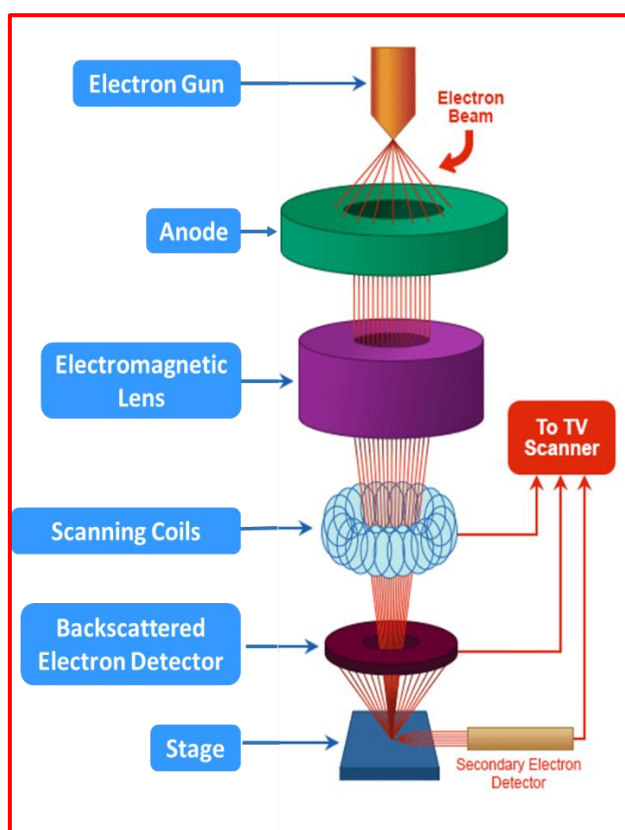 Electron Gun
Electron
Beam
Anode
Electromagnetic
Lens
To TV
Scanner
Scanning Coils
Backscattered
Electron Detector
Stage
Secondary Electron
Detector